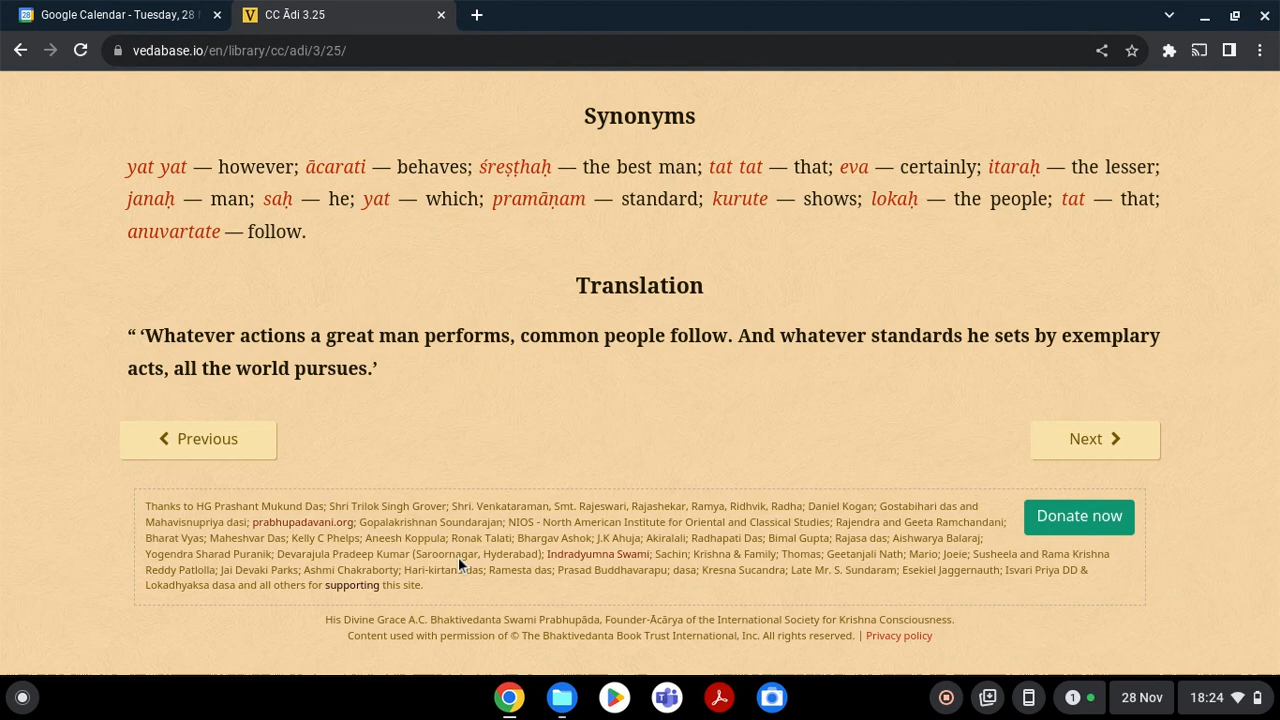 Google Calendar - Tuesday, 28
CC Ādi 3.25
vedabase.io/en/library/cc/adi/3/25/
Synonyms
yat yat — however; ācarati — behaves; śreṣṭhaḥ — the best man; tat tat — that; eva — certainly; itaraḥ — the lesser;
janaḥ — man; saḥ — he; yat — which; pramāṇam — standard; kurute — shows; lokaḥ — the people; tat — that;
anuvartate — follow.
Translation
“ ‘Whatever actions a great man performs, common people follow. And whatever standards he sets by exemplary
acts, all the world pursues.’
Previous
Next
Thanks to HG Prashant Mukund Das; Shri Trilok Singh Grover; Shri. Venkataraman, Smt. Rajeswari, Rajashekar, Ramya, Ridhvik, Radha; Daniel Kogan; Gostabihari das and
Mahavisnupriya dasi; prabhupadavani.org; Gopalakrishnan Soundarajan; NIOS - North American Institute for Oriental and Classical Studies; Rajendra and Geeta Ramchandani;
Bharat Vyas; Maheshvar Das; Kelly C Phelps; Aneesh Koppula; Ronak Talati; Bhargav Ashok; J.K Ahuja; Akiralali; Radhapati Das; Bimal Gupta; Rajasa das; Aishwarya Balaraj;
Yogendra Sharad Puranik; Devarajula Pradeep Kumar (Saroornagar, Hyderabad); Indradyumna Swami; Sachin; Krishna & Family; Thomas; Geetanjali Nath; Mario; Joeie; Susheela and Rama Krishna
Reddy Patlolla; Jai Devaki Parks; Ashmi Chakraborty; Hari-kirtana das; Ramesta das; Prasad Buddhavarapu; dasa; Kresna Sucandra; Late Mr. S. Sundaram; Esekiel Jaggernauth; Isvari Priya DD &
Lokadhyaksa dasa and all others for supporting this site.
Donate now
His Divine Grace A.C. Bhaktivedanta Swami Prabhupāda, Founder-Ācārya of the International Society for Krishna Consciousness.
Content used with permission of © The Bhaktivedanta Book Trust International, Inc. All rights reserved. | Privacy policy
1
28 Nov
18:24